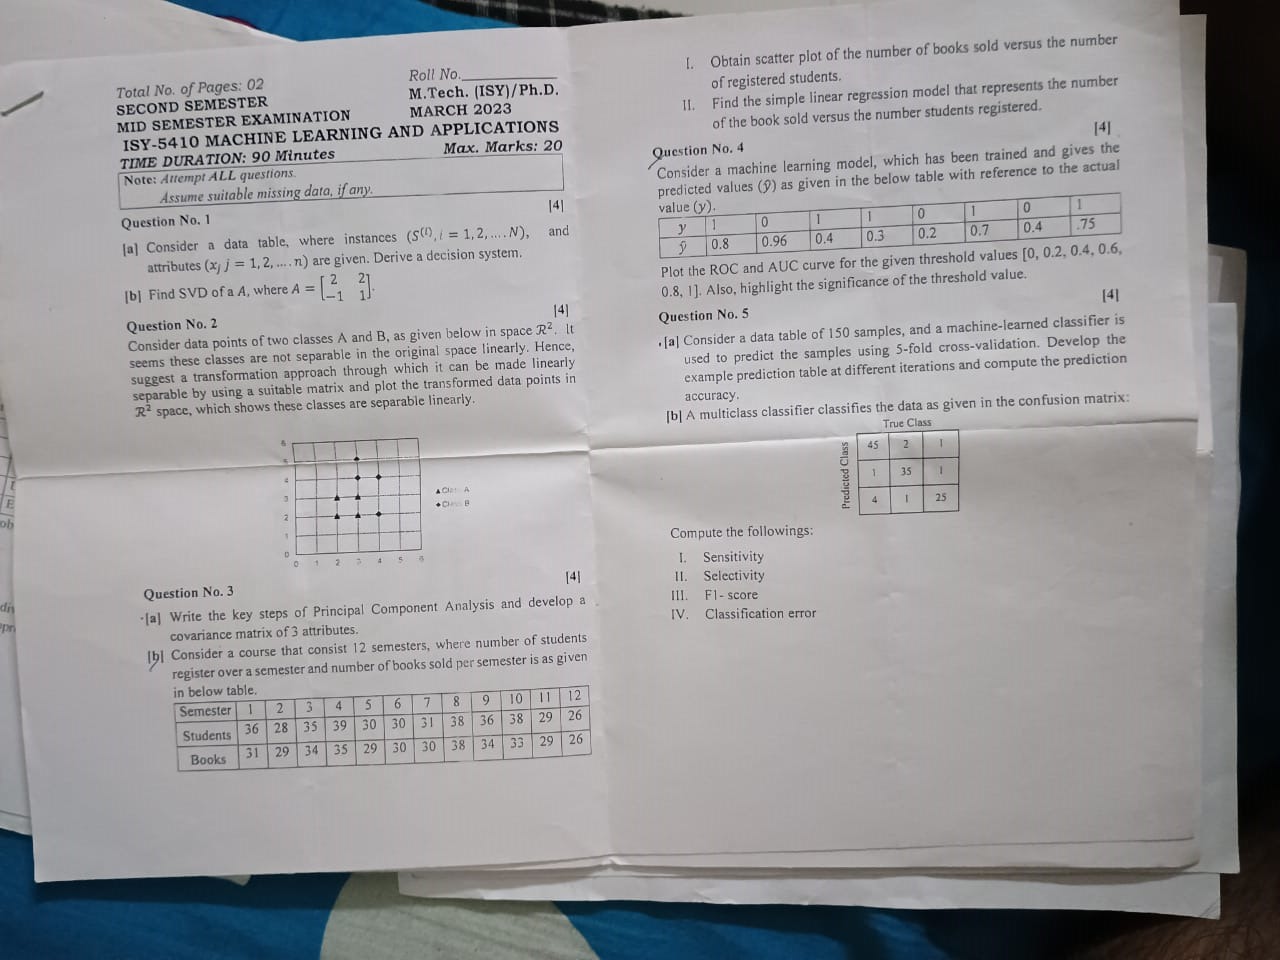 Total No. of Pages: 02
Roll No.
SECOND SEMESTER
M.Tech. (ISY)/Ph.D.
MID SEMESTER EXAMINATION
MARCH 2023
ISY-5410 MACHINE LEARNING AND APPLICATIONS
TIME DURATION: 90 Minutes
Max. Marks: 20
Note: Attempt ALL questions.
Assume suitable missing data, if any.
Question No. 1 [4]
[a] Consider a data table, where instances (S^(i), i = 1, 2, .... N), and
attributes (x_j j = 1, 2, .... n) are given. Derive a decision system.
[b] Find SVD of a A, where A = [2 2
-1 1].
Question No. 2 [4]
Consider data points of two classes A and B, as given below in space R². It
seems these classes are not separable in the original space linearly. Hence,
suggest a transformation approach through which it can be made linearly
separable by using a suitable matrix and plot the transformed data points in
R² space, which shows these classes are separable linearly.
6
5
4
3
2
1
0
0 1 2 3 4 5 6
▲ Class A
◆ Class B
Question No. 3 [4]
[a] Write the key steps of Principal Component Analysis and develop a
covariance matrix of 3 attributes.
[b] Consider a course that consist 12 semesters, where number of students
register over a semester and number of books sold per semester is as given
in below table.
Semester 1 2 3 4 5 6 7 8 9 10 11 12
Students 36 28 35 39 30 30 31 38 36 38 29 26
Books 31 29 34 35 29 30 30 38 34 33 29 26
I. Obtain scatter plot of the number of books sold versus the number
of registered students.
II. Find the simple linear regression model that represents the number
of the book sold versus the number students registered.
Question No. 4 [4]
Consider a machine learning model, which has been trained and gives the
predicted values (ŷ) as given in the below table with reference to the actual
value (y).
y 1 0 1 1 0 1 0 1
ŷ 0.8 0.96 0.4 0.3 0.2 0.7 0.4 .75
Plot the ROC and AUC curve for the given threshold values [0, 0.2, 0.4, 0.6,
0.8, 1]. Also, highlight the significance of the threshold value.
Question No. 5 [4]
[a] Consider a data table of 150 samples, and a machine-learned classifier is
used to predict the samples using 5-fold cross-validation. Develop the
example prediction table at different iterations and compute the prediction
accuracy.
[b] A multiclass classifier classifies the data as given in the confusion matrix:
True Class
Predicted Class
45 2 1
1 35 1
4 1 25
Compute the followings:
I. Sensitivity
II. Selectivity
III. F1- score
IV. Classification error